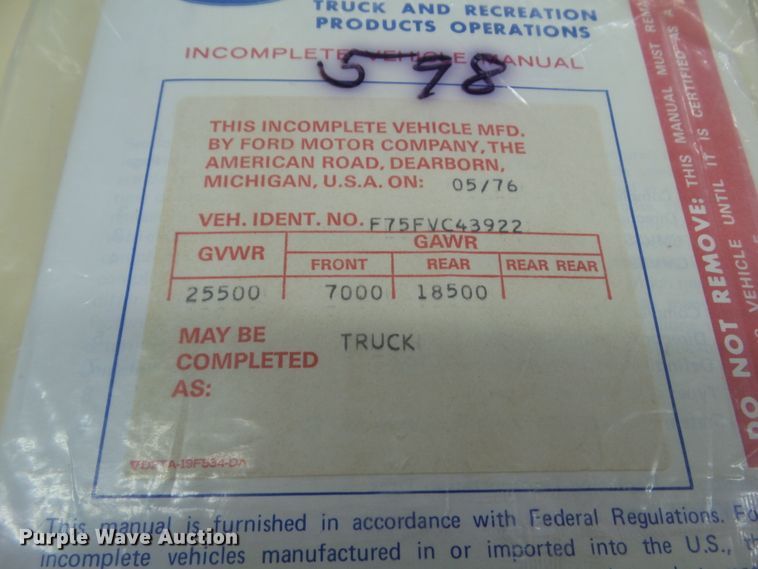 TRUCK AND RECREATION
PRODUCTS OPERATIONS
INCOMPLETE VEHICLE MANUAL
598
THIS INCOMPLETE VEHICLE MFD.
BY FORD MOTOR COMPANY, THE
AMERICAN ROAD, DEARBORN,
MICHIGAN, U.S.A. ON: 05/76
VEH. IDENT. NO. F75FVC43922
GVWR GAWR
FRONT REAR REAR REAR
25500 7000 18500
MAY BE TRUCK
COMPLETED
AS:
This manual is furnished in accordance with Federal Regulations.
incomplete vehicles manufactured in or imported into the U.S.,
DO NOT REMOVE: THIS MANUAL MUST
VEHICLE UNTIL IT IS CERTIFIED AS A
Purple Wave Auction